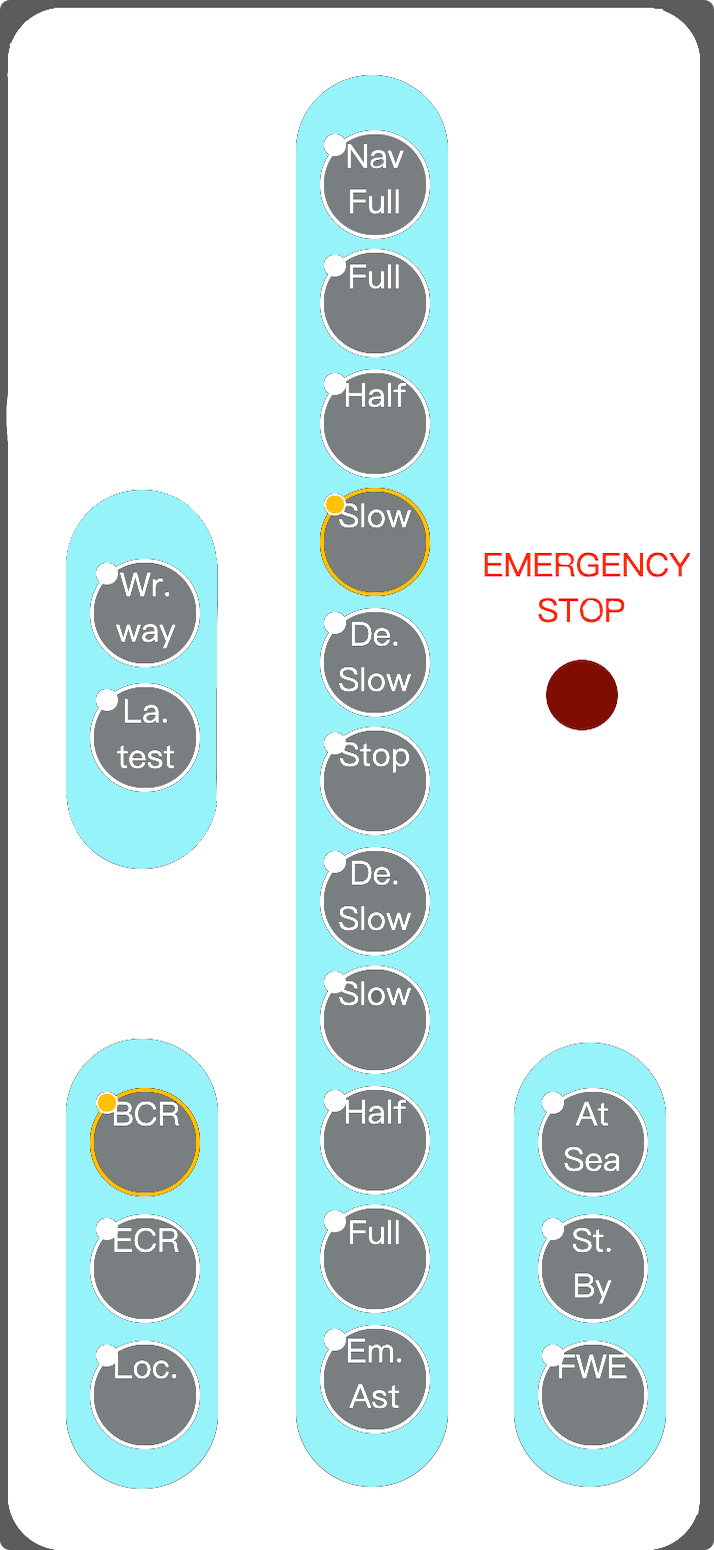 Nav
Full
Full
Half
Slow
De.
Slow
Stop
De.
Slow
Slow
Half
Full
Em.
Ast
Wr.
way
La.
test
BCR
ECR
Loc.
EMERGENCY
STOP
At
Sea
St.
By
FWE